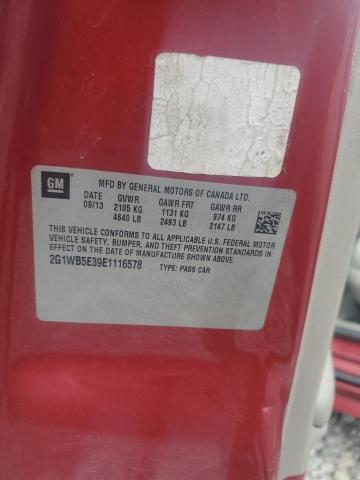 GM
MFD BY GENERAL MOTORS OF CANADA LTD.
DATE GVWR GAWR FRT GAWR RR
09/13 2105 KG 1131 KG 974 KG
4640 LB 2493 LB 2147 LB
THIS VEHICLE CONFORMS TO ALL APPLICABLE U.S. FEDERAL MOTOR
VEHICLE SAFETY, BUMPER, AND THEFT PREVENTION STANDARDS IN
EFFECT ON THE DATE OF MANUFACTURE SHOWN ABOVE.
2G1WB5E39E1116578 TYPE: PASS CAR